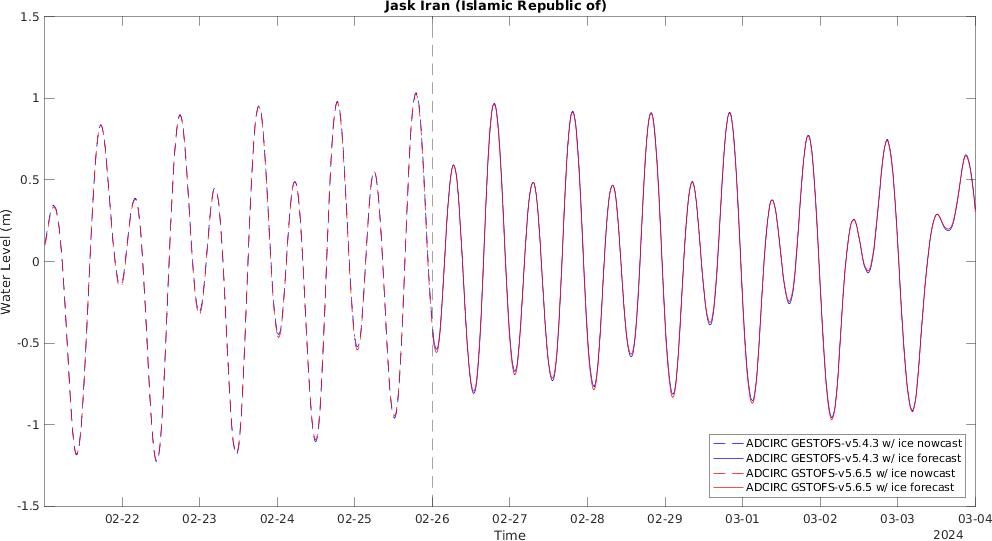 Jask Iran (Islamic Republic of)
1.5
1
0.5
0
-0.5
-1
-1.5
Water Level (m)
02-22
02-23
02-24
02-25
02-26
02-27
02-28
02-29
03-01
03-02
03-03
03-04
Time
2024
ADCIRC GESTOFS-v5.4.3 w/ ice nowcast
ADCIRC GESTOFS-v5.4.3 w/ ice forecast
ADCIRC GSTOFS-v5.6.5 w/ ice nowcast
ADCIRC GSTOFS-v5.6.5 w/ ice forecast